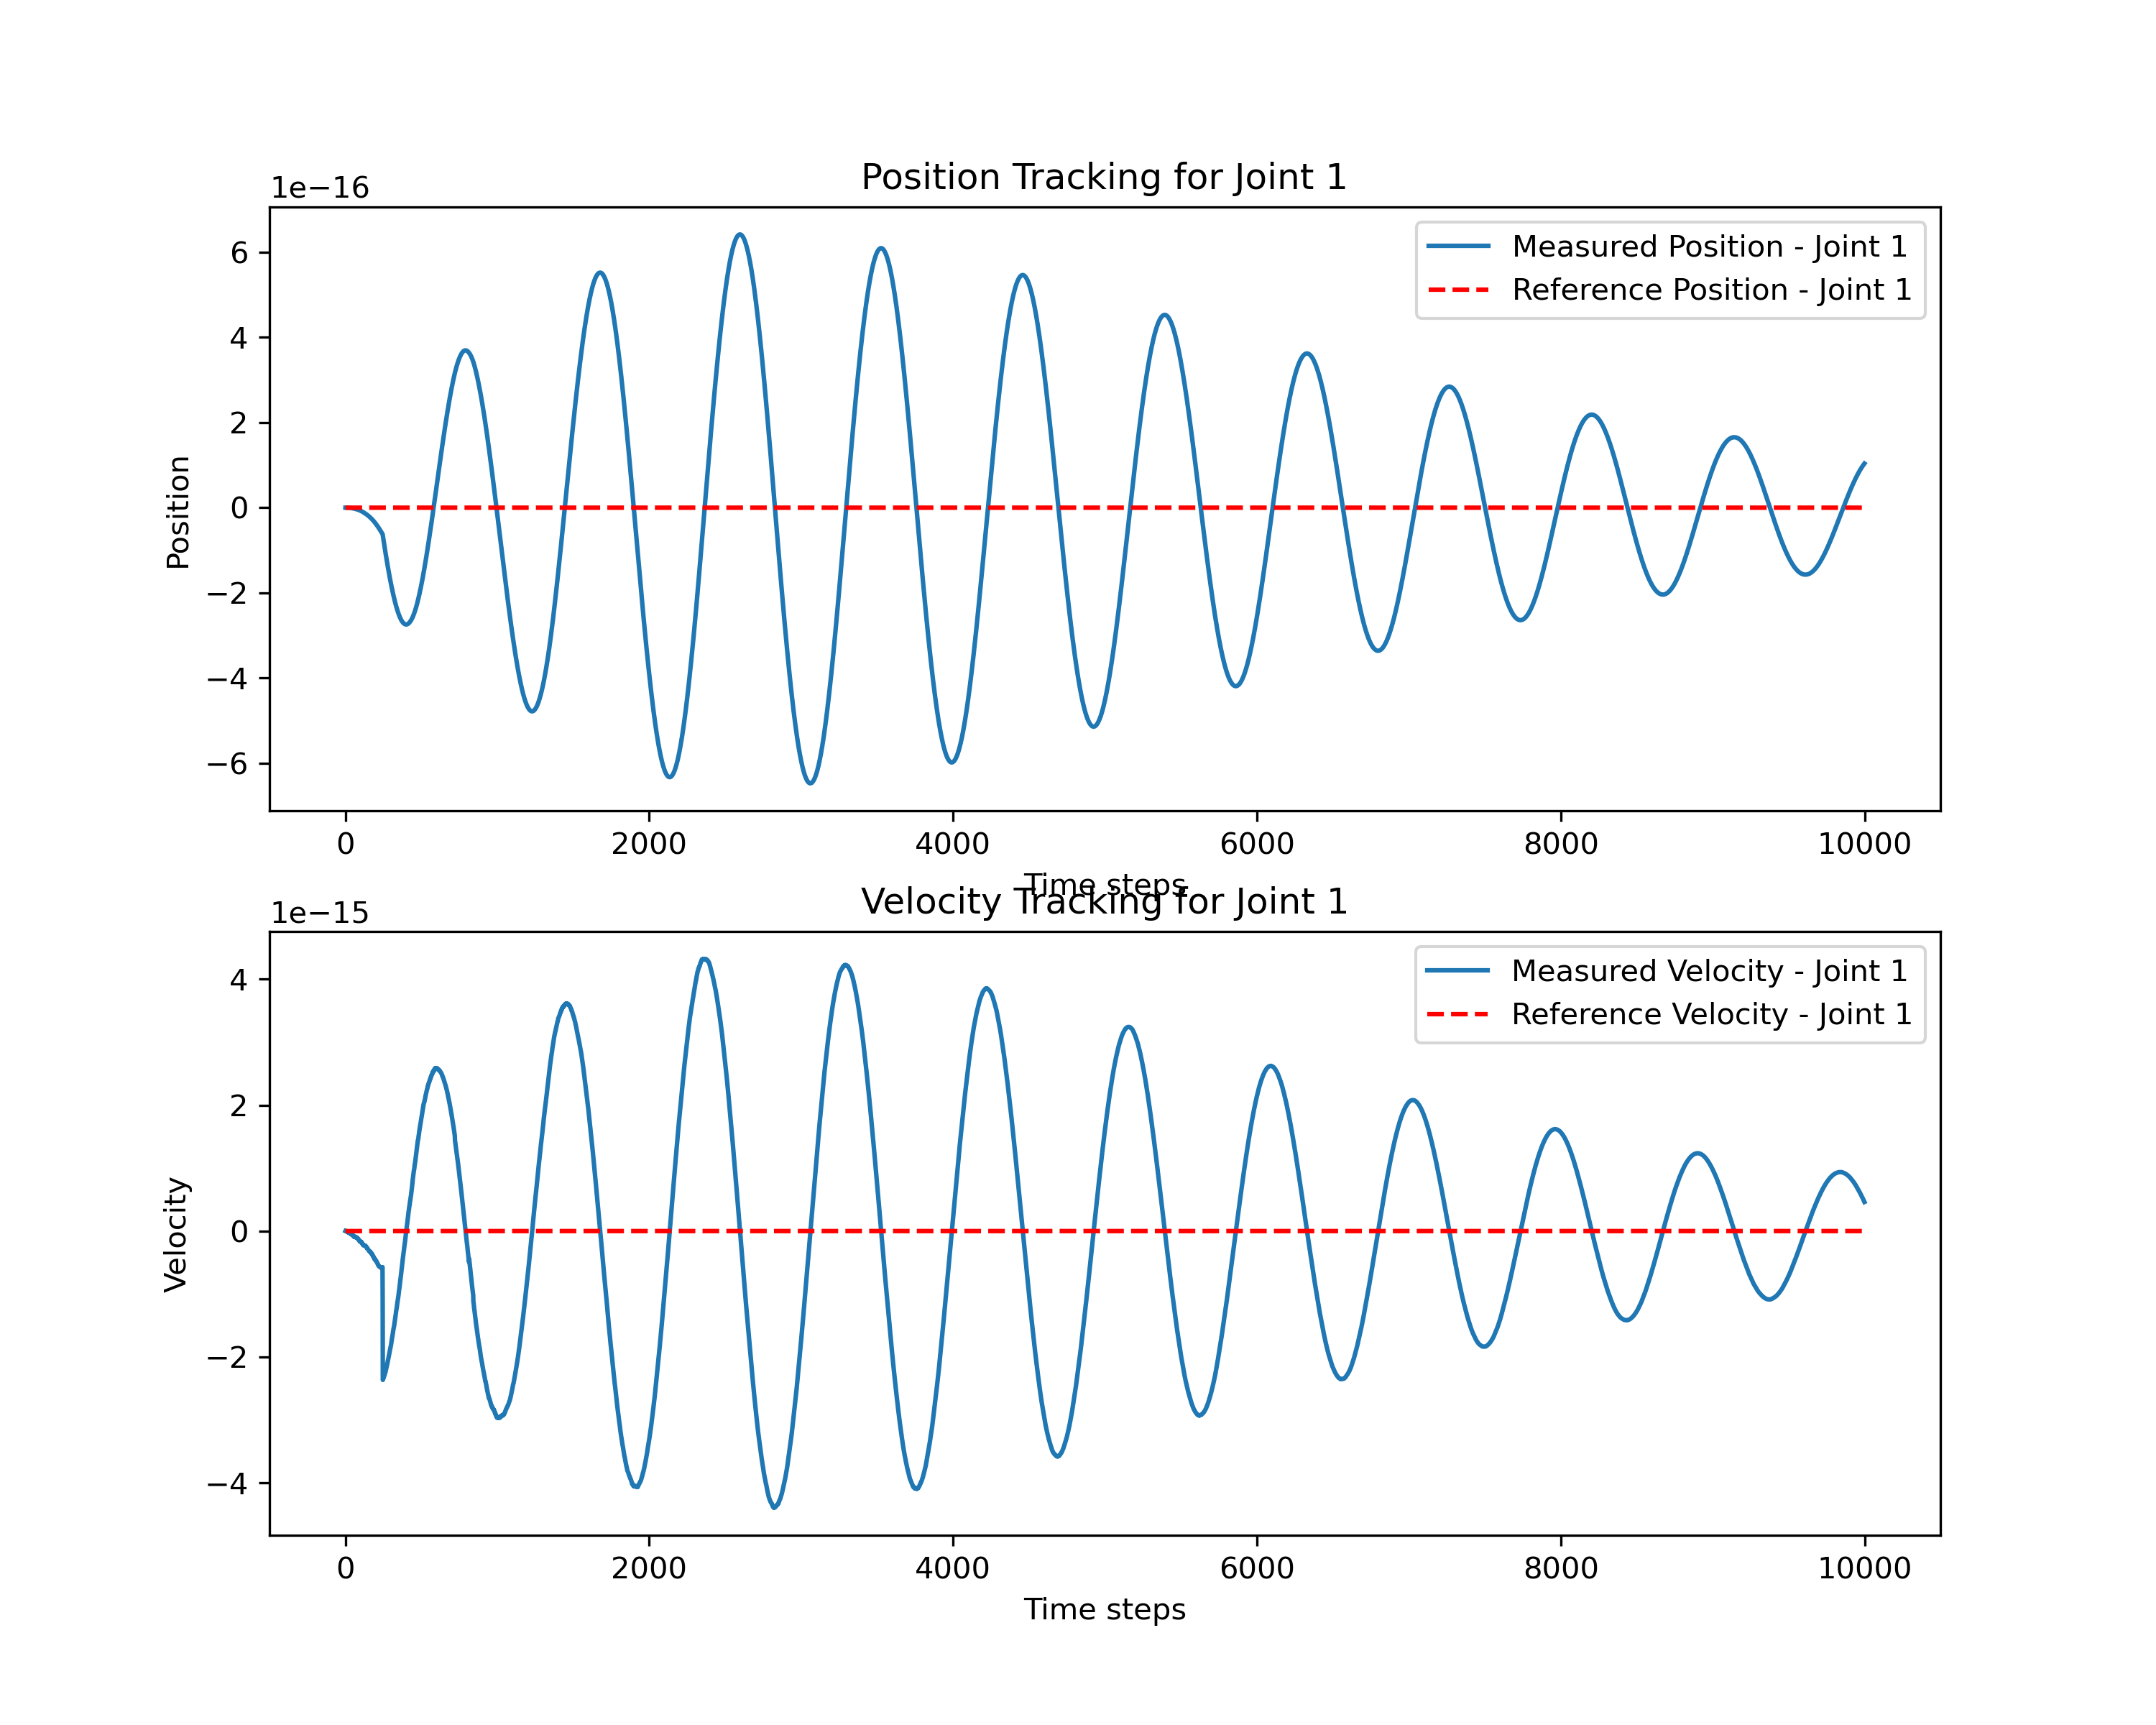 Position Tracking for Joint 1
1e−16
6
4
2
0
−2
−4
−6
Position
Measured Position - Joint 1
Reference Position - Joint 1
0 2000 4000 6000 8000 10000
Time steps
Velocity Tracking for Joint 1
1e−15
4
2
0
−2
−4
Velocity
Measured Velocity - Joint 1
Reference Velocity - Joint 1
0 2000 4000 6000 8000 10000
Time steps